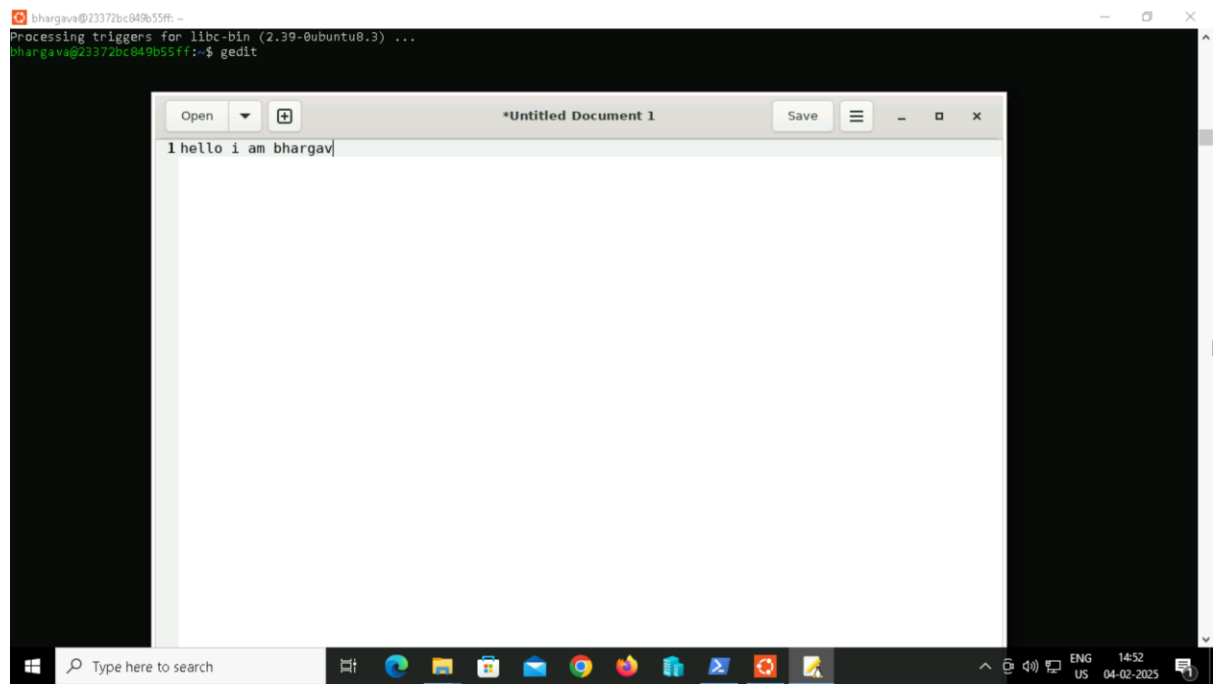 bhargava@23372bc849b55ff: ~
Processing triggers for libc-bin (2.39-0ubuntu8.3) ...
bhargava@23372bc849b55ff:~$ gedit
Open
*Untitled Document 1
Save
1 hello i am bhargav
Type here to search
ENG
US
14:52
04-02-2025
1